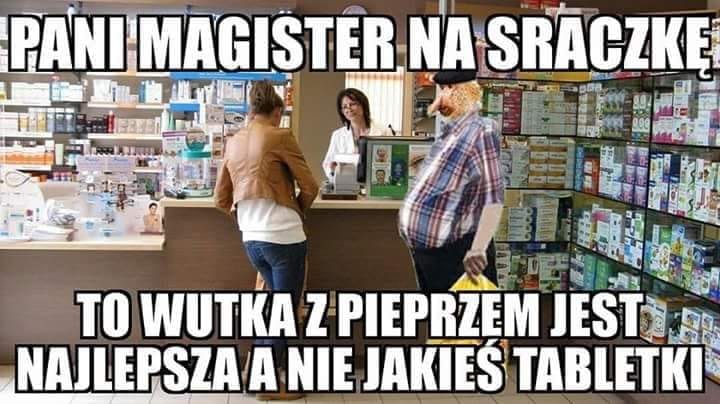 PANI MAGISTER NA SRACZKĘ
TO WUTKA Z PIEPRZEM JEST
NAJLEPSZA A NIE JAKIEŚ TABLETKI